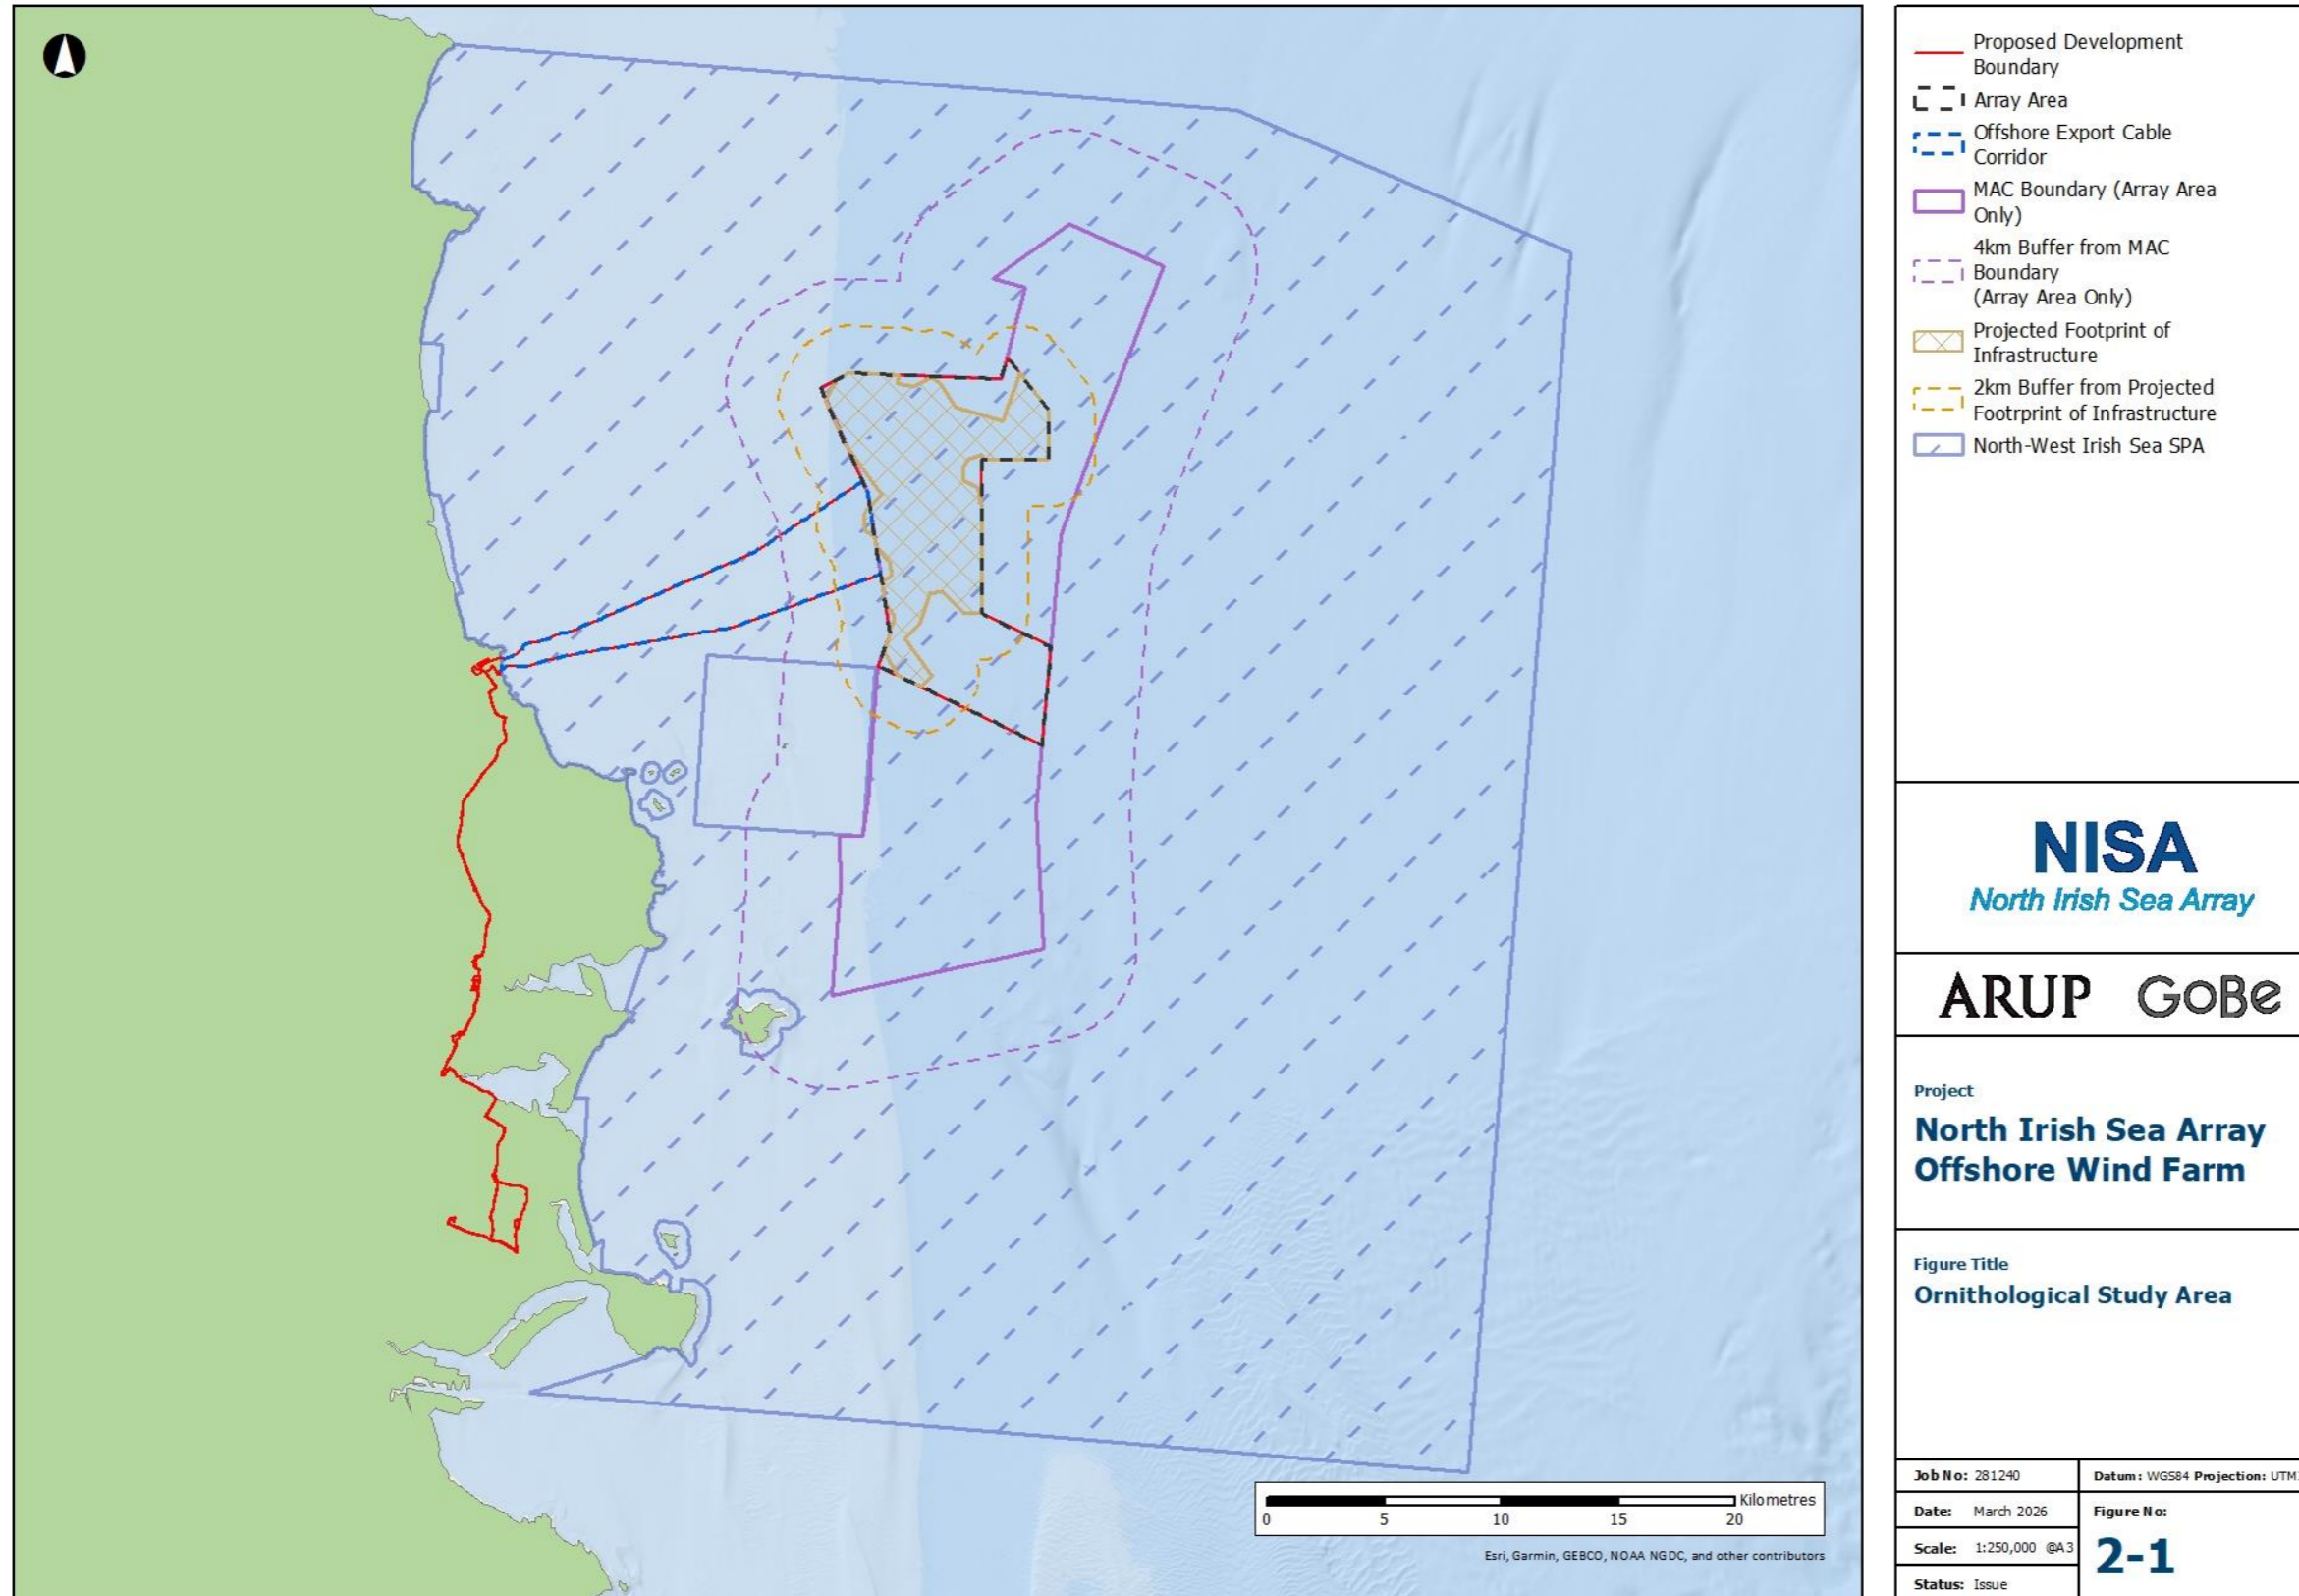 Proposed Development
Boundary
Array Area
Offshore Export Cable
Corridor
MAC Boundary (Array Area
Only)
4km Buffer from MAC
Boundary
(Array Area Only)
Projected Footprint of
Infrastructure
2km Buffer from Projected
Footrprint of Infrastructure
North-West Irish Sea SPA
NISA
North Irish Sea Array
ARUP GoBe
Project
North Irish Sea Array
Offshore Wind Farm
Figure Title
Ornithological Study Area
Kilometres
0 5 10 15 20
Esri, Garmin, GEBCO, NOAA NGDC, and other contributors
Job No: 281240
Datum: WGS84 Projection: UTM
Date: March 2026
Figure No:
Scale: 1:250,000 @A3
2-1
Status: Issue